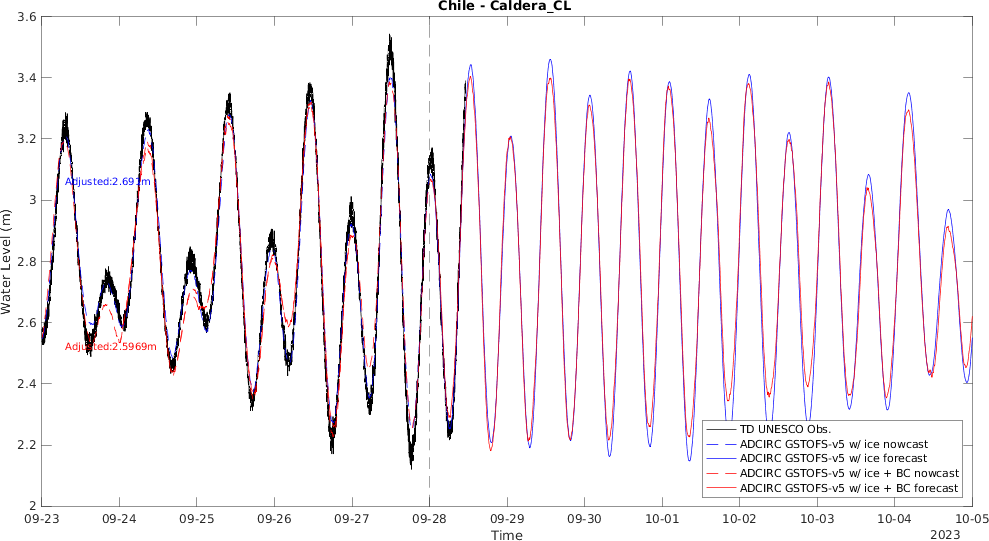 Chile - Caldera_CL
3.6
3.4
3.2
3
2.8
2.6
2.4
2.2
2
Water Level (m)
Adjusted:2.691m
Adjusted:2.5969m
TD UNESCO Obs.
ADCIRC GSTOFS-v5 w/ ice nowcast
ADCIRC GSTOFS-v5 w/ ice forecast
ADCIRC GSTOFS-v5 w/ ice + BC nowcast
ADCIRC GSTOFS-v5 w/ ice + BC forecast
09-23 09-24 09-25 09-26 09-27 09-28 09-29 09-30 10-01 10-02 10-03 10-04 10-05
Time
2023